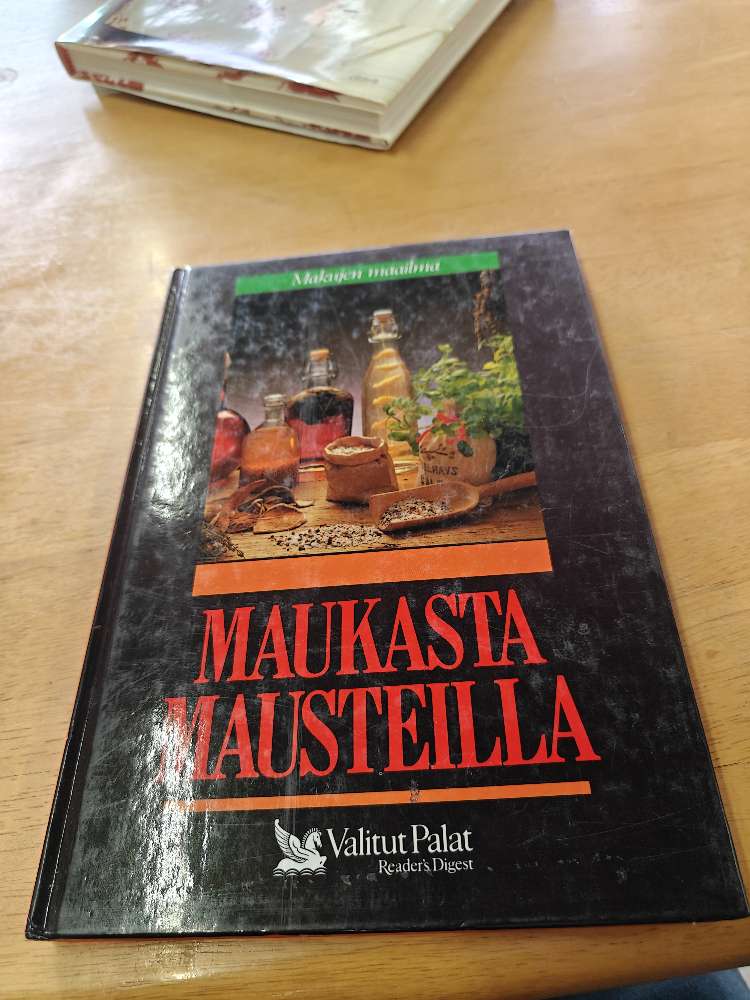 Makujen maailma
MAUKASTA
MAUSTEILLA
Valitut Palat
Reader's Digest